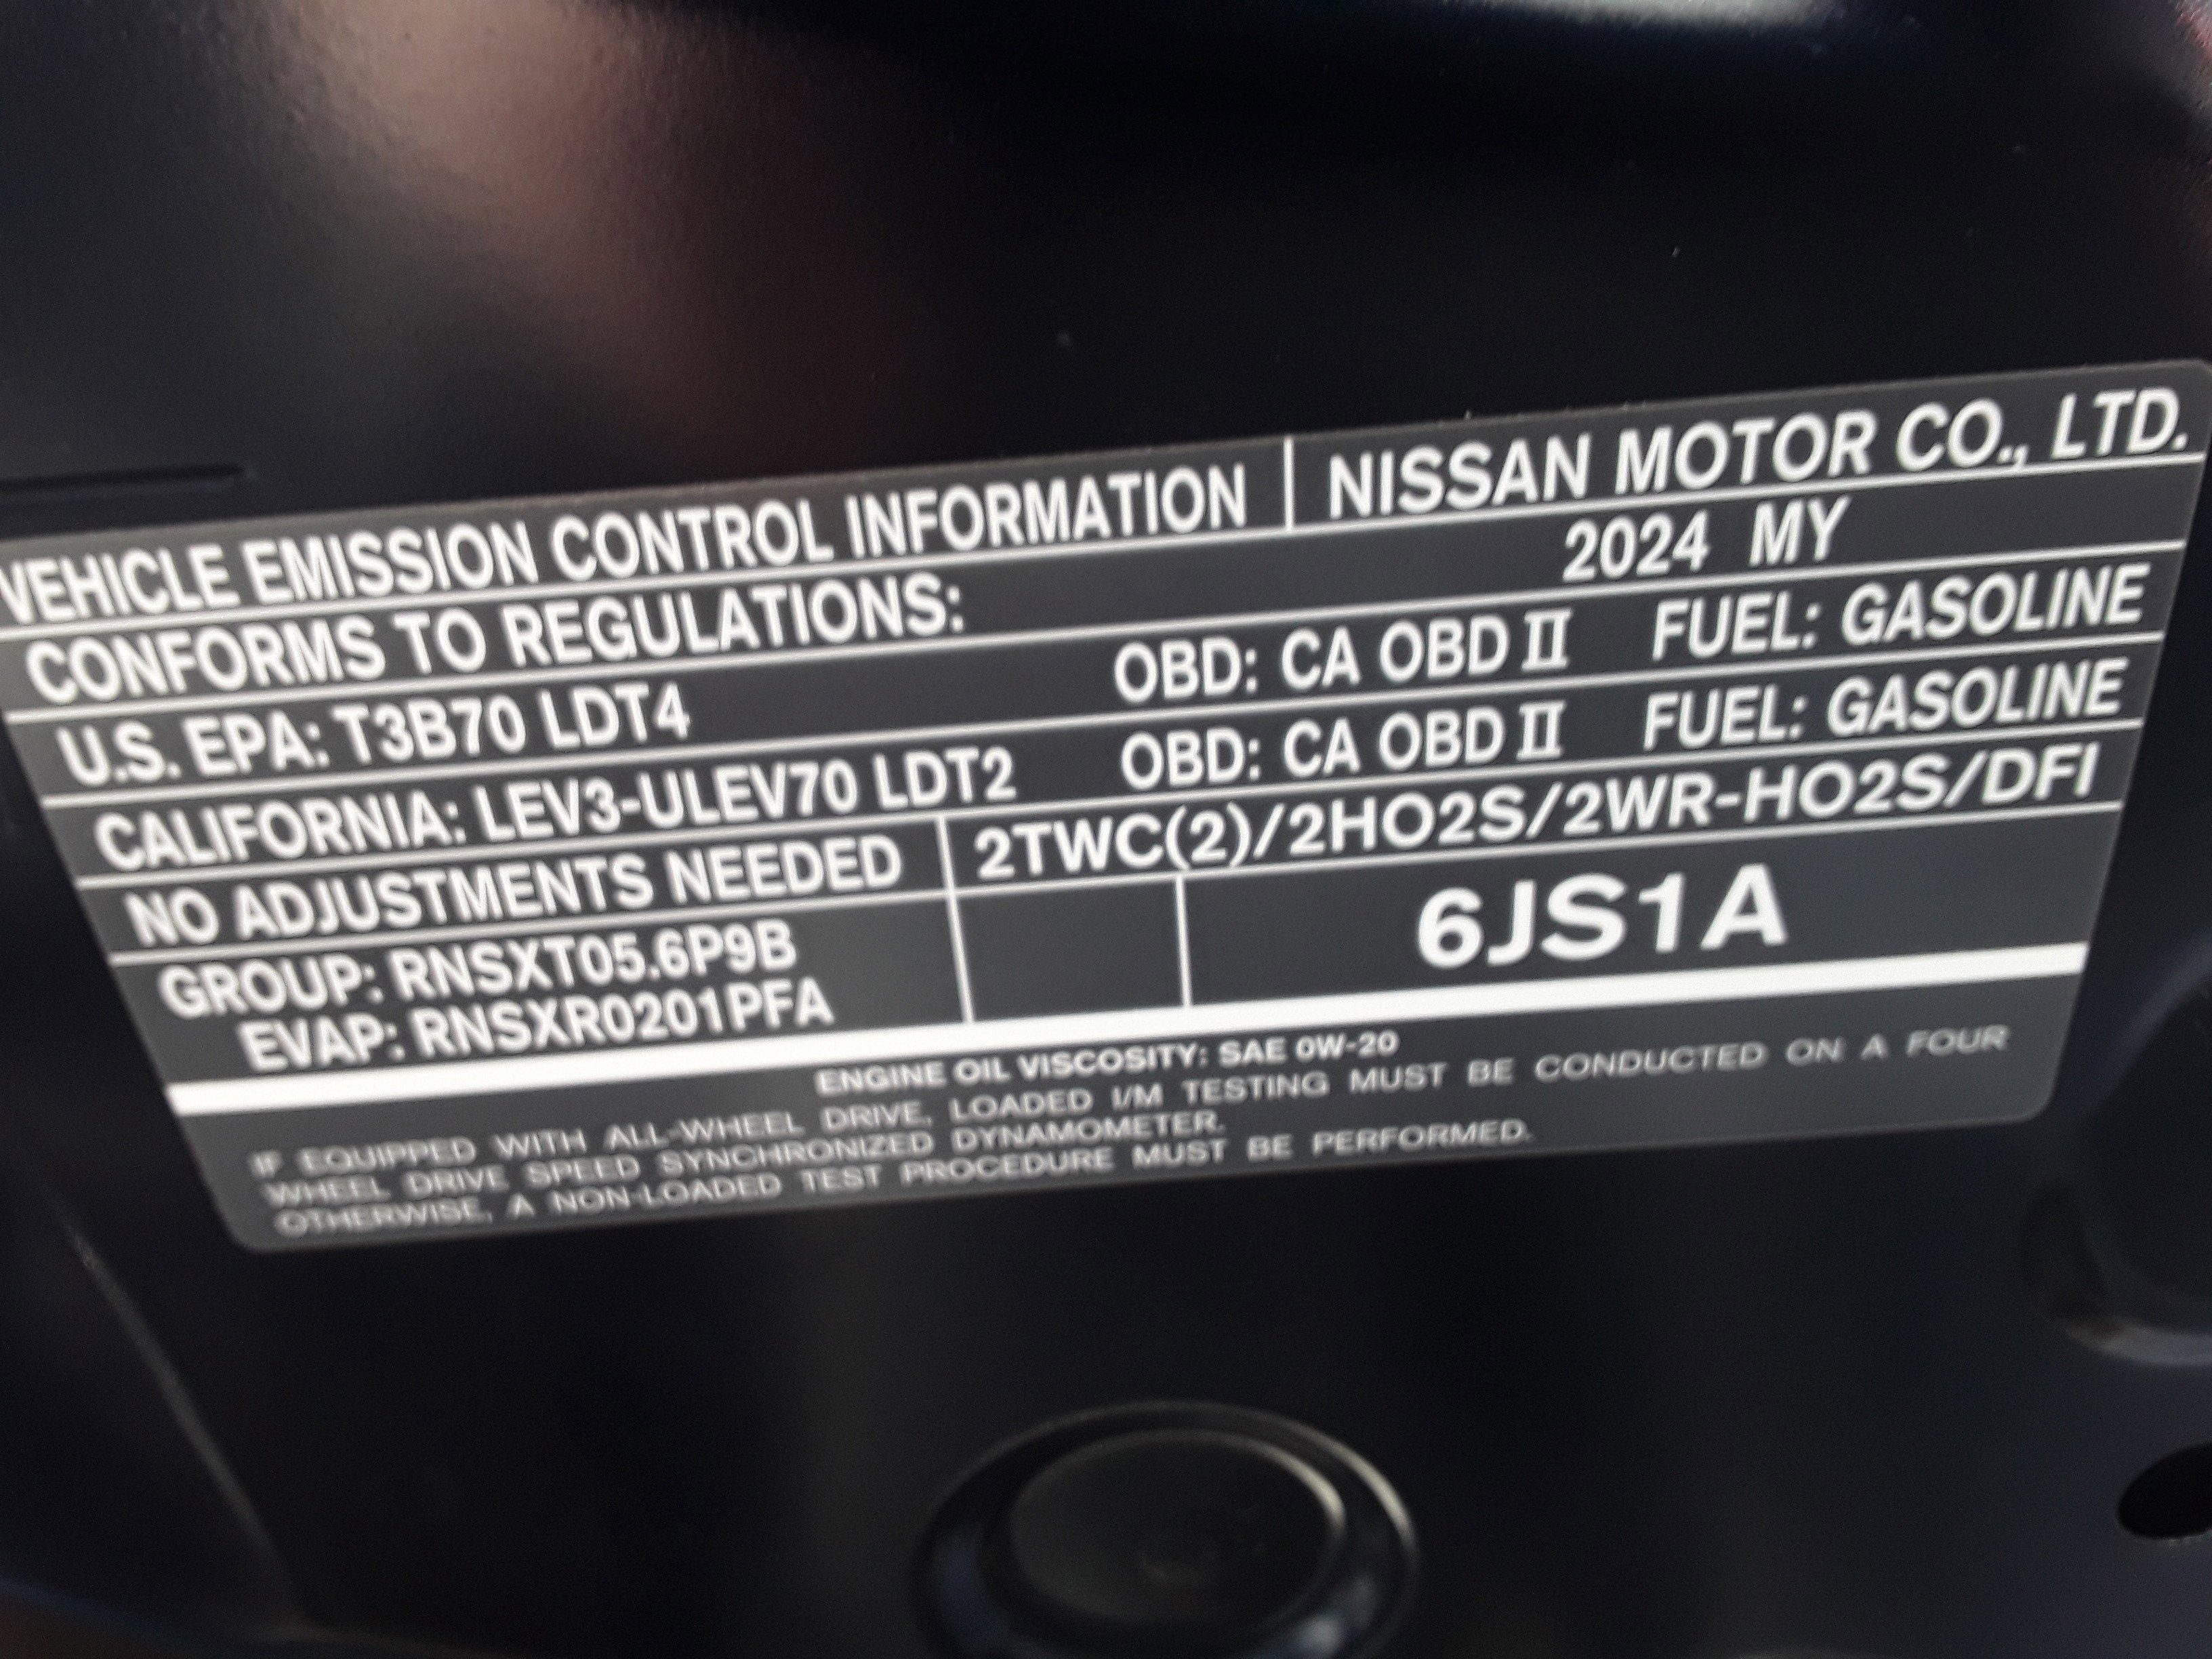 VEHICLE EMISSION CONTROL INFORMATION NISSAN MOTOR CO., LTD.
CONFORMS TO REGULATIONS: 2024 MY
U.S. EPA: T3B70 LDT4 OBD: CA OBD II FUEL: GASOLINE
CALIFORNIA: LEV3-ULEV70 LDT2 OBD: CA OBD II FUEL: GASOLINE
NO ADJUSTMENTS NEEDED 2TWC(2)/2HO2S/2WR-HO2S/DFI
GROUP: RNSXT05.6P9B 6JS1A
EVAP: RNSXR0201PFA
ENGINE OIL VISCOSITY: SAE 0W-20
IF EQUIPPED WITH ALL-WHEEL DRIVE, LOADED I/M TESTING MUST BE CONDUCTED ON A FOUR
WHEEL DRIVE SPEED SYNCHRONIZED DYNAMOMETER.
OTHERWISE, A NON-LOADED TEST PROCEDURE MUST BE PERFORMED.